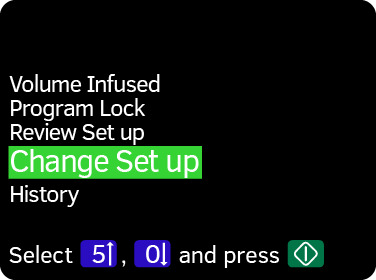 Volume Infused
Program Lock
Review Set up
Change Set up
History
Select 5↑, 0↓ and press